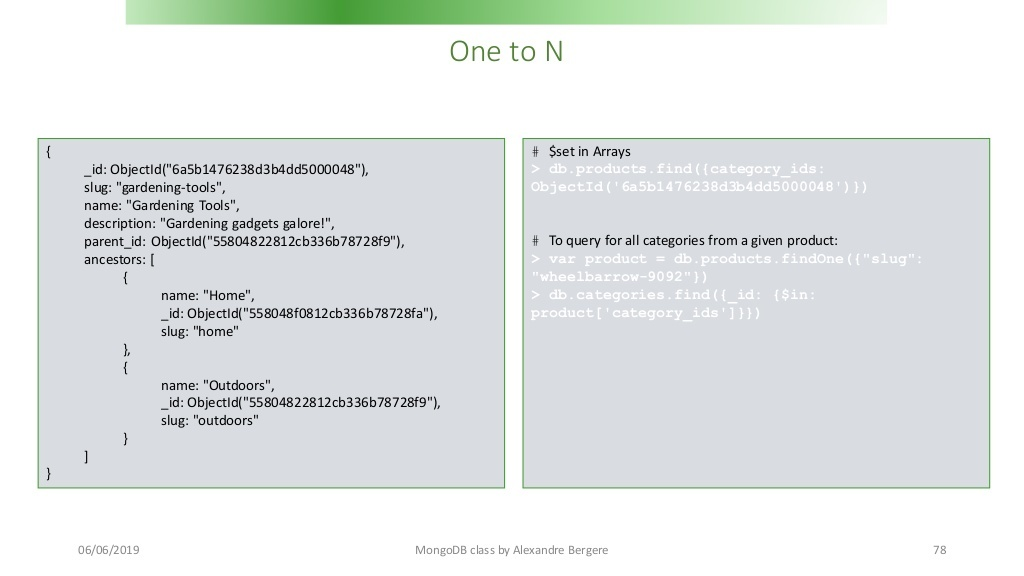 One to N
{
_id: ObjectId("6a5b1476238d3b4dd5000048"),
slug: "gardening-tools",
name: "Gardening Tools",
description: "Gardening gadgets galore!",
parent_id: ObjectId("55804822812cb336b78728f9"),
ancestors: [
{
name: "Home",
_id: ObjectId("558048f0812cb336b78728fa"),
slug: "home"
},
{
name: "Outdoors",
_id: ObjectId("55804822812cb336b78728f9"),
slug: "outdoors"
}
]
}
# $set in Arrays
> db.products.find({category_ids:
ObjectId('6a5b1476238d3b4dd5000048')})
# To query for all categories from a given product:
> var product = db.products.findOne({"slug":
"wheelbarrow-9092"})
> db.categories.find({_id: {$in:
product['category_ids']}})
06/06/2019
MongoDB class by Alexandre Bergere
78